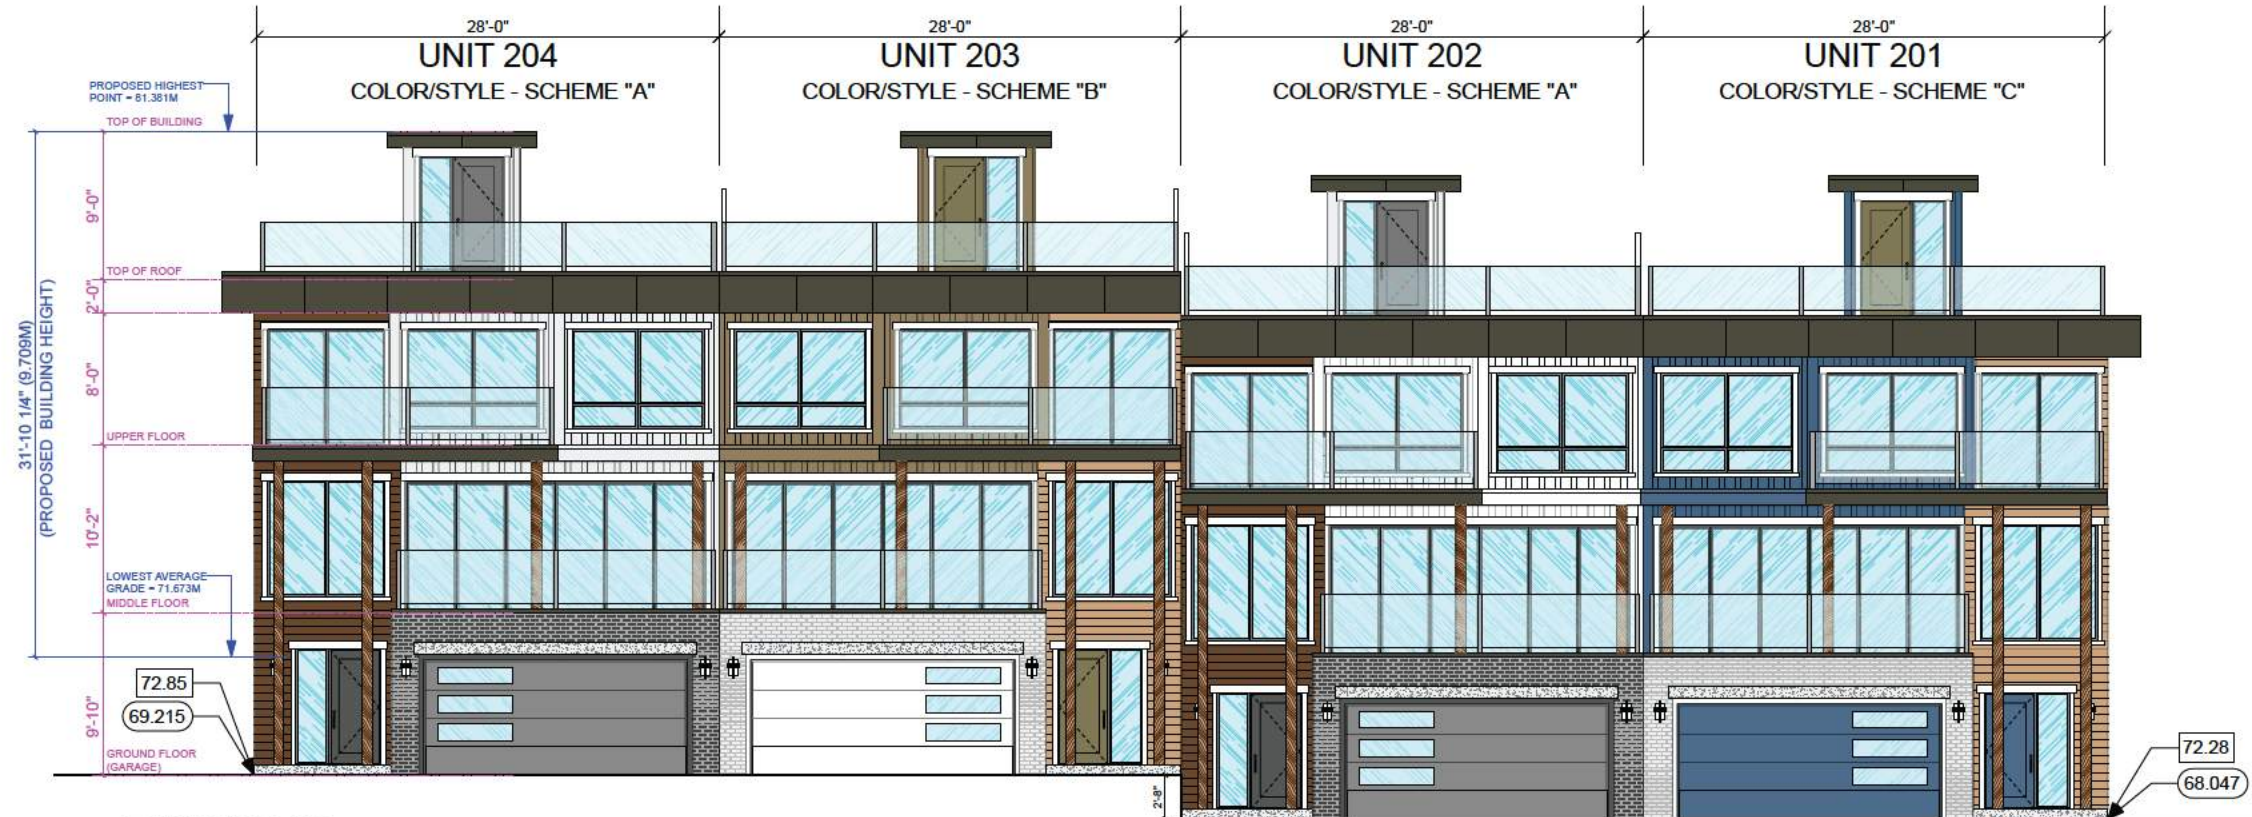 28'-0"
28'-0"
28'-0"
28'-0"
UNIT 204
UNIT 203
UNIT 202
UNIT 201
COLOR/STYLE - SCHEME "A"
COLOR/STYLE - SCHEME "B"
COLOR/STYLE - SCHEME "A"
COLOR/STYLE - SCHEME "C"
PROPOSED HIGHEST
POINT = 81.381M
TOP OF BUILDING
9'-0"
TOP OF ROOF
2'-0"
31'-10 1/4" (9.709M)
(PROPOSED BUILDING HEIGHT)
8'-0"
UPPER FLOOR
10'-2"
LOWEST AVERAGE
GRADE = 71.673M
MIDDLE FLOOR
72.85
69.215
9'-10"
GROUND FLOOR
(GARAGE)
2'-8"
72.28
68.047